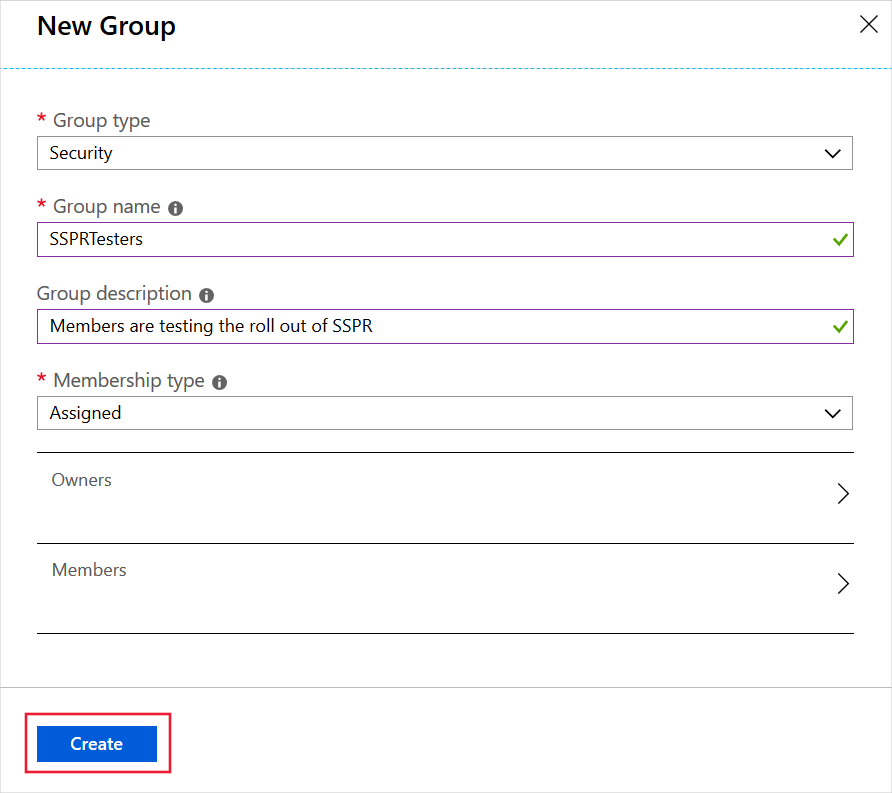 New Group
* Group type
Security
* Group name
SSPRTesters
Group description
Members are testing the roll out of SSPR
* Membership type
Assigned
Owners
Members
Create